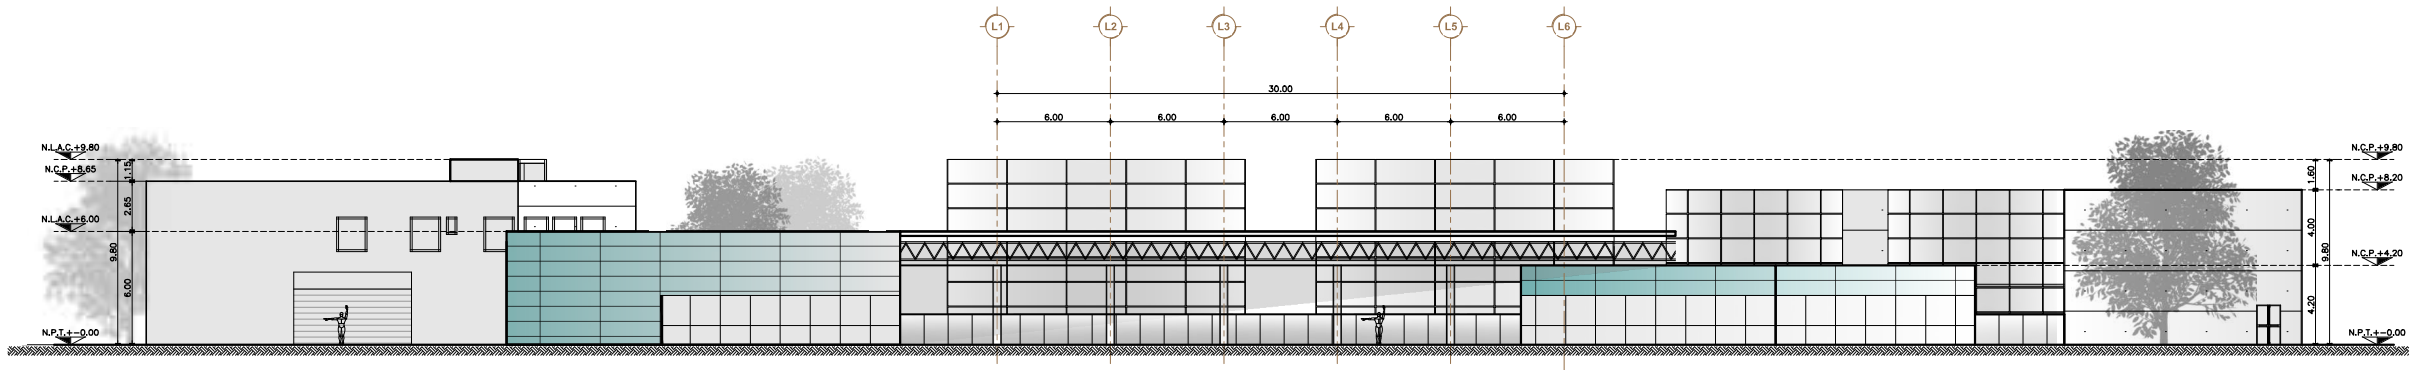 L1 L2 L3 L4 L5 L6
30.00
6.00 6.00 6.00 6.00 6.00
N.L.A.C.+9.80
N.C.P.+8.65
N.L.A.C.+6.00
N.P.T.+-0.00
1.15
2.65
9.80
6.00
N.C.P.+9.80
N.C.P.+8.20
N.C.P.+4.20
N.P.T.+-0.00
1.60
4.00
9.80
4.20